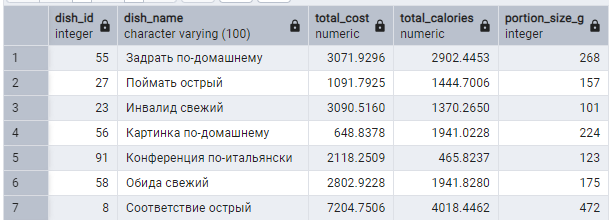 dish_id integer dish_name character varying (100) total_cost numeric total_calories numeric portion_size_g integer
1 55 Задрать по-домашнему 3071.9296 2902.4453 268
2 27 Поймать острый 1091.7925 1444.7006 157
3 23 Инвалид свежий 3090.5160 1370.2650 101
4 56 Картинка по-домашнему 648.8378 1941.0228 224
5 91 Конференция по-итальянски 2118.2509 465.8237 123
6 58 Обида свежий 2802.9228 1941.8280 175
7 8 Соответствие острый 7204.7506 4018.4462 472